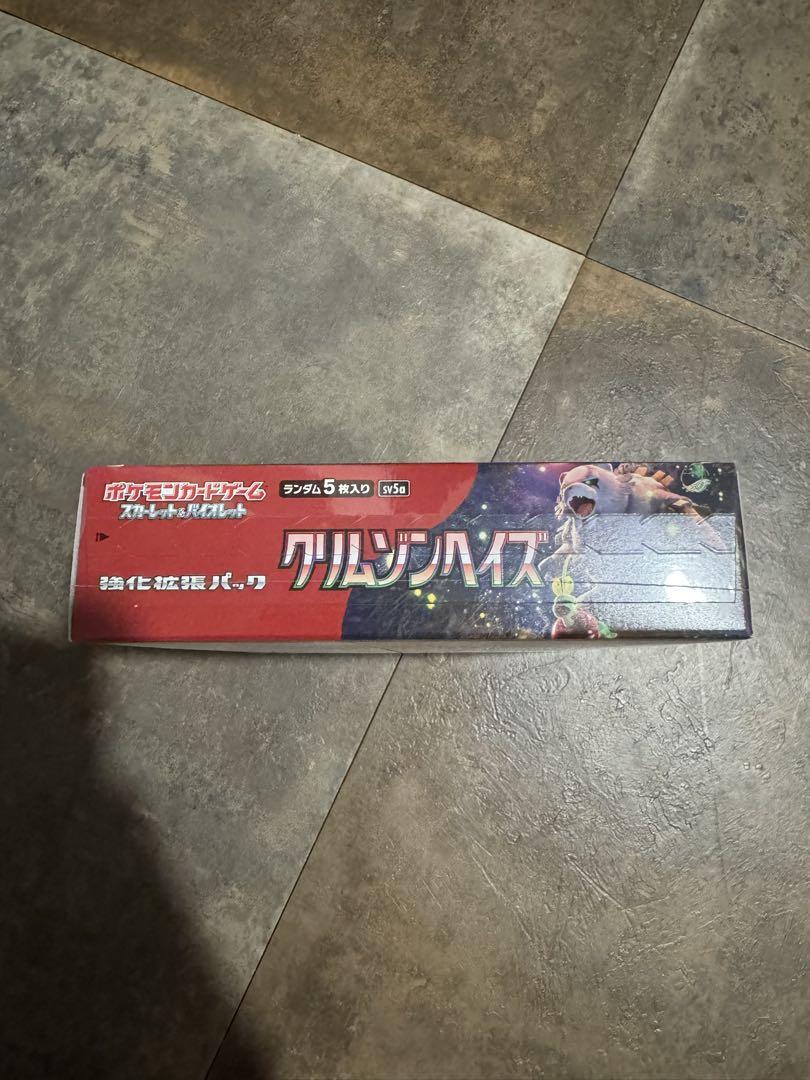 ポケモンカードゲーム
スカーレット&バイオレット
ランダム5枚入り
sv5a
クリムゾンヘイズ
強化拡張パック